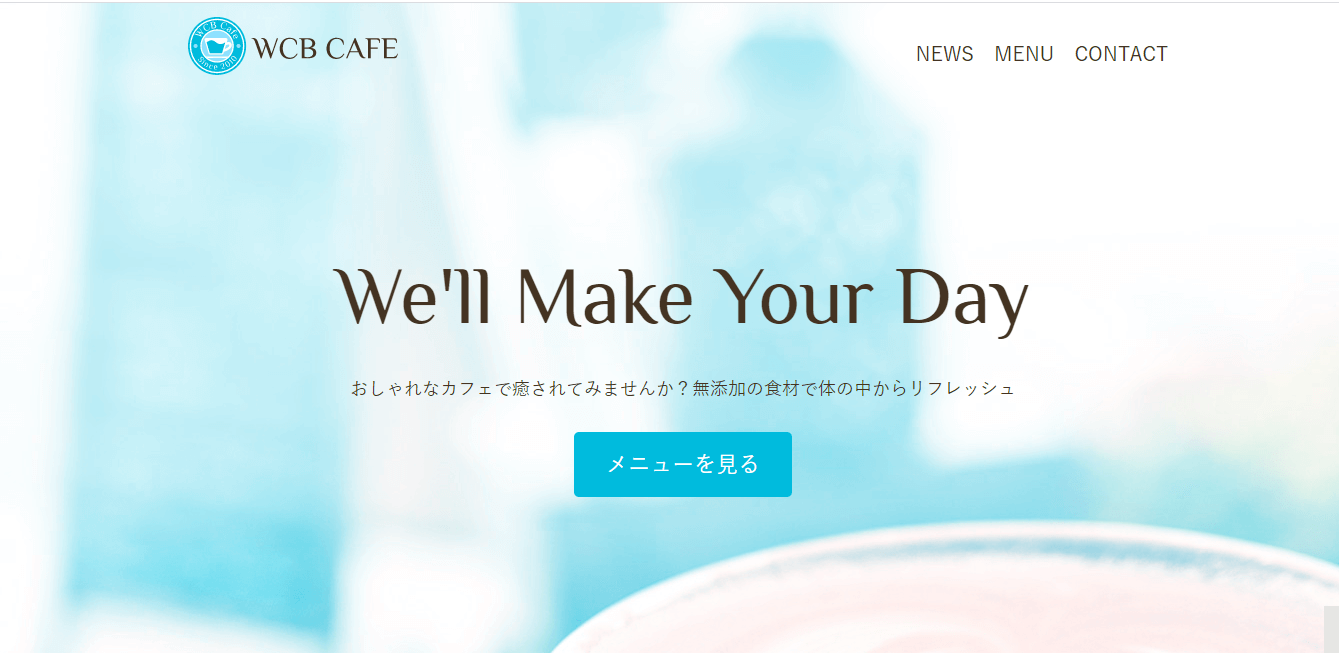 WCB Cafe
Since 2010
WCB CAFE
NEWS MENU CONTACT
We'll Make Your Day
おしゃれなカフェで癒されてみませんか？無添加の食材で体の中からリフレッシュ
メニューを見る